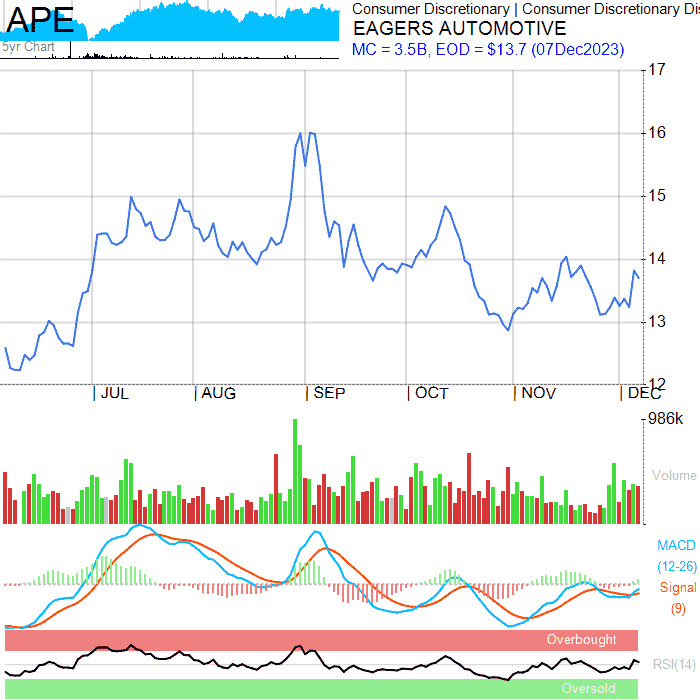 APE
5yr Chart
Consumer Discretionary | Consumer Discretionary Dis
EAGERS AUTOMOTIVE
MC = 3.5B, EOD = $13.7 (07Dec2023)
17
16
15
14
13
12
JUL AUG SEP OCT NOV DEC
986k
Volume
MACD
(12-26)
Signal
(9)
Overbought
RSI(14)
Oversold